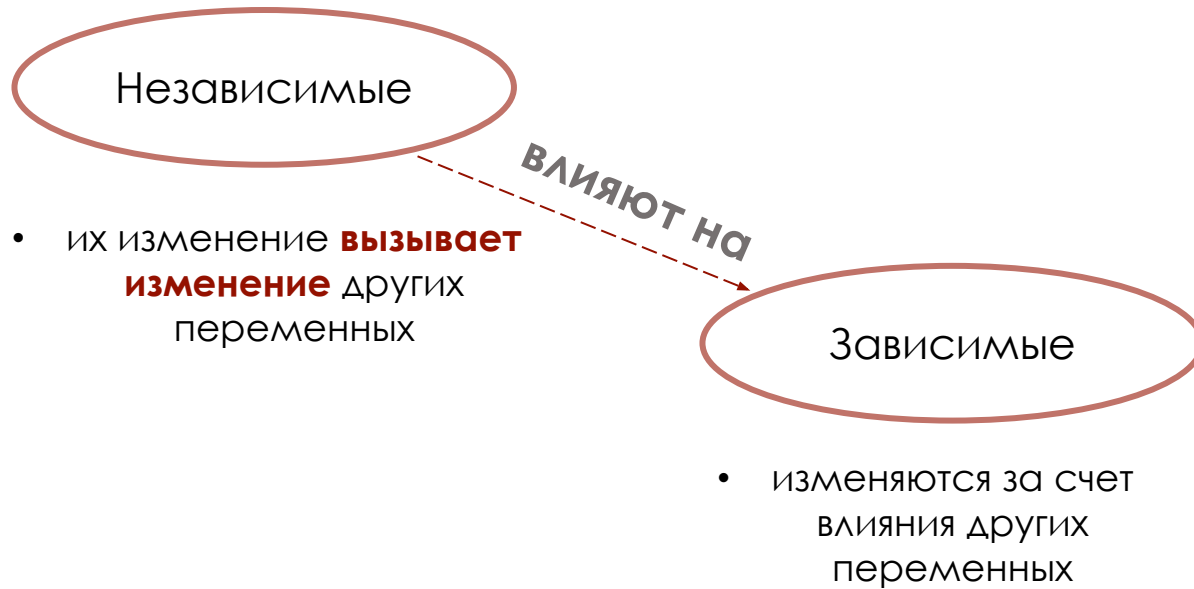 Независимые
влияют на
• их изменение вызывает
изменение других
переменных
Зависимые
• изменяются за счет
влияния других
переменных